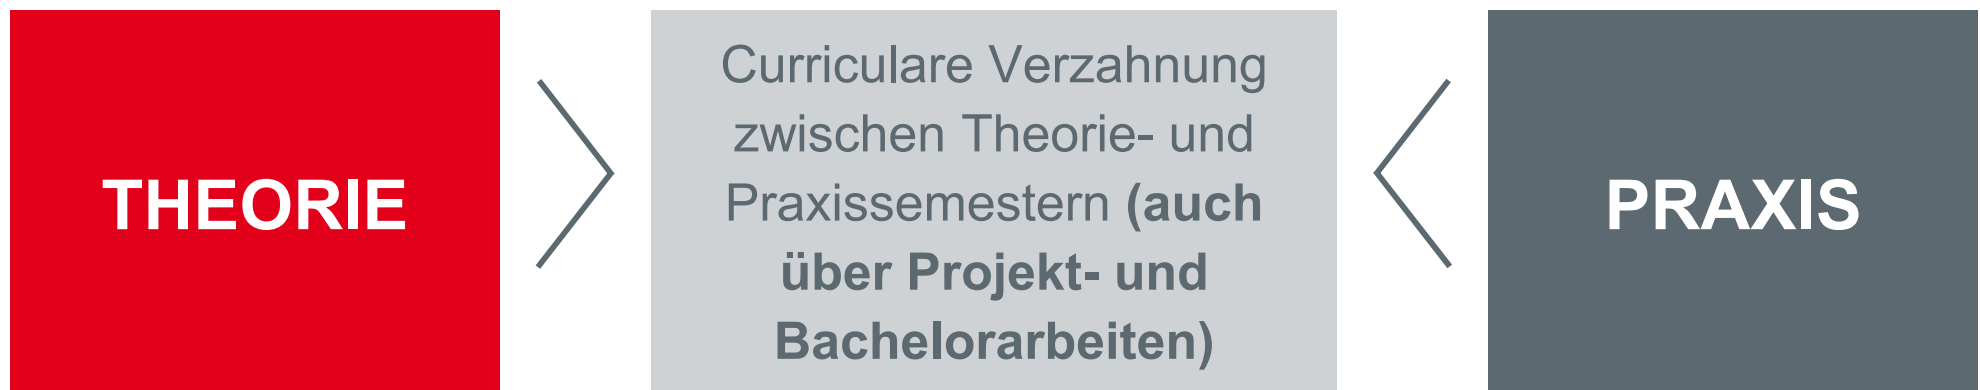 THEORIE
Curriculare Verzahnung
zwischen Theorie- und
Praxissemestern (auch
über Projekt- und
Bachelorarbeiten)
PRAXIS